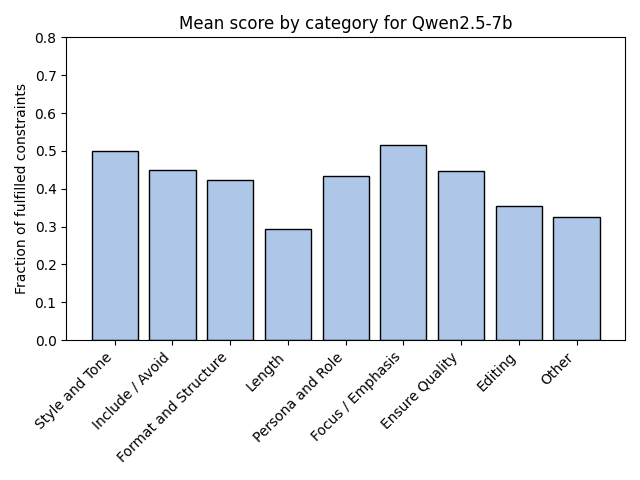 Mean score by category for Qwen2.5-7b
Fraction of fulfilled constraints
0.8
0.7
0.6
0.5
0.4
0.3
0.2
0.1
0.0
Style and Tone
Include / Avoid
Format and Structure
Length
Persona and Role
Focus / Emphasis
Ensure Quality
Editing
Other